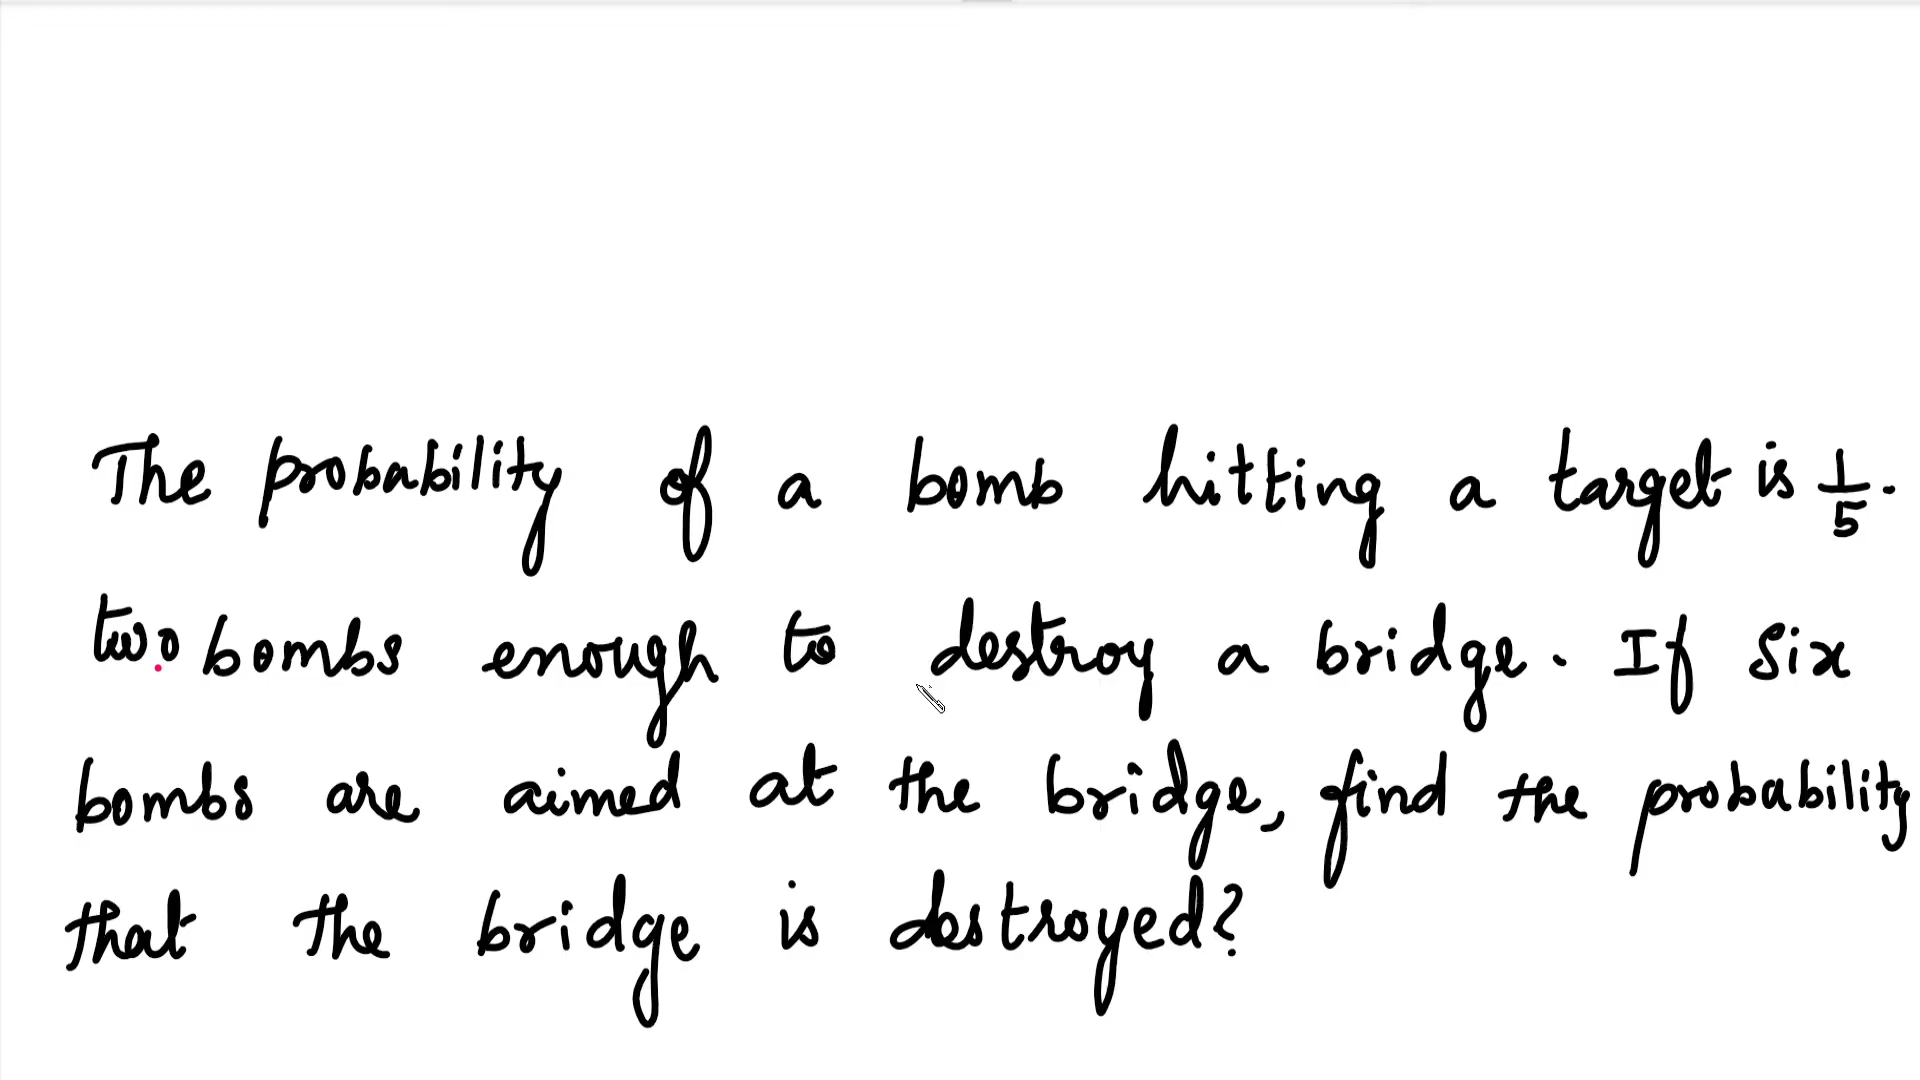 The probability of a bomb hitting a target is 1/5.
two bombs enough to destroy a bridge. If six
bombs are aimed at the bridge, find the probability
that the bridge is destroyed?